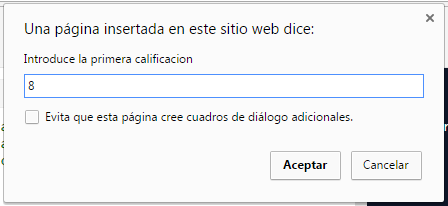 Una página insertada en este sitio web dice:
Introduce la primera calificacion
8
Evita que esta página cree cuadros de diálogo adicionales.
Aceptar
Cancelar